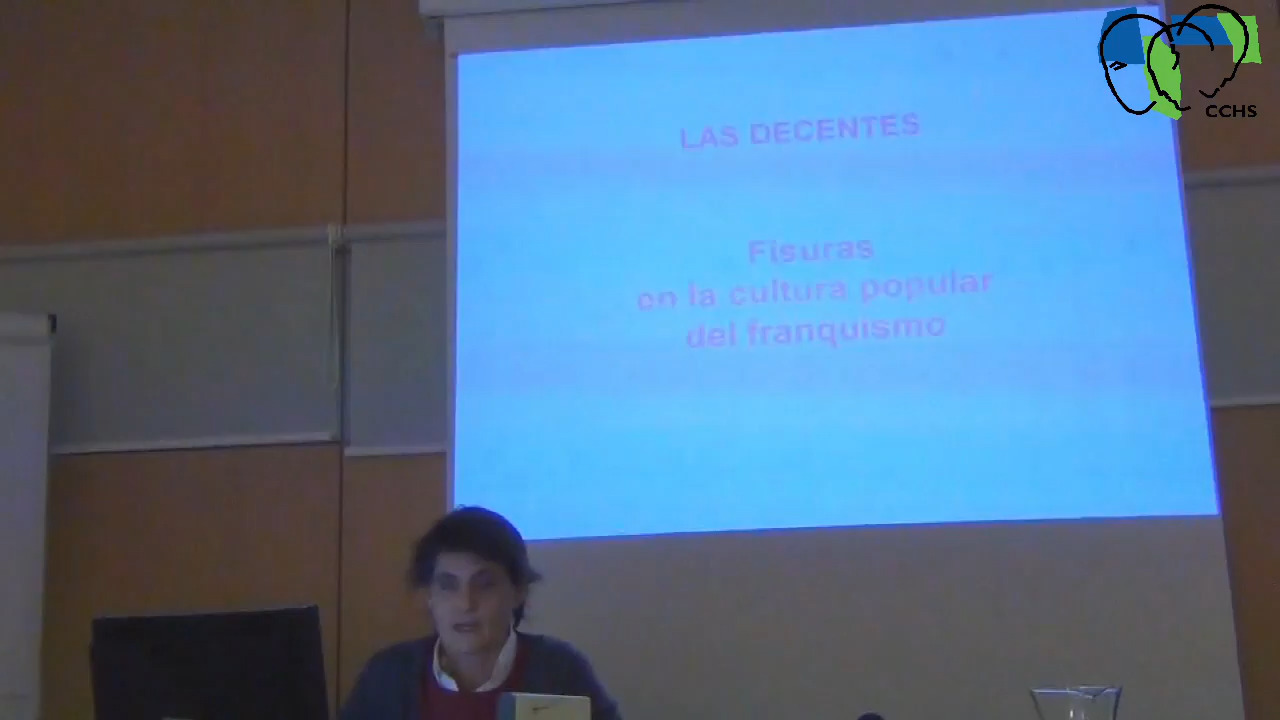 CCHS
LAS DECENTES
Fisuras
en la cultura popular
del franquismo